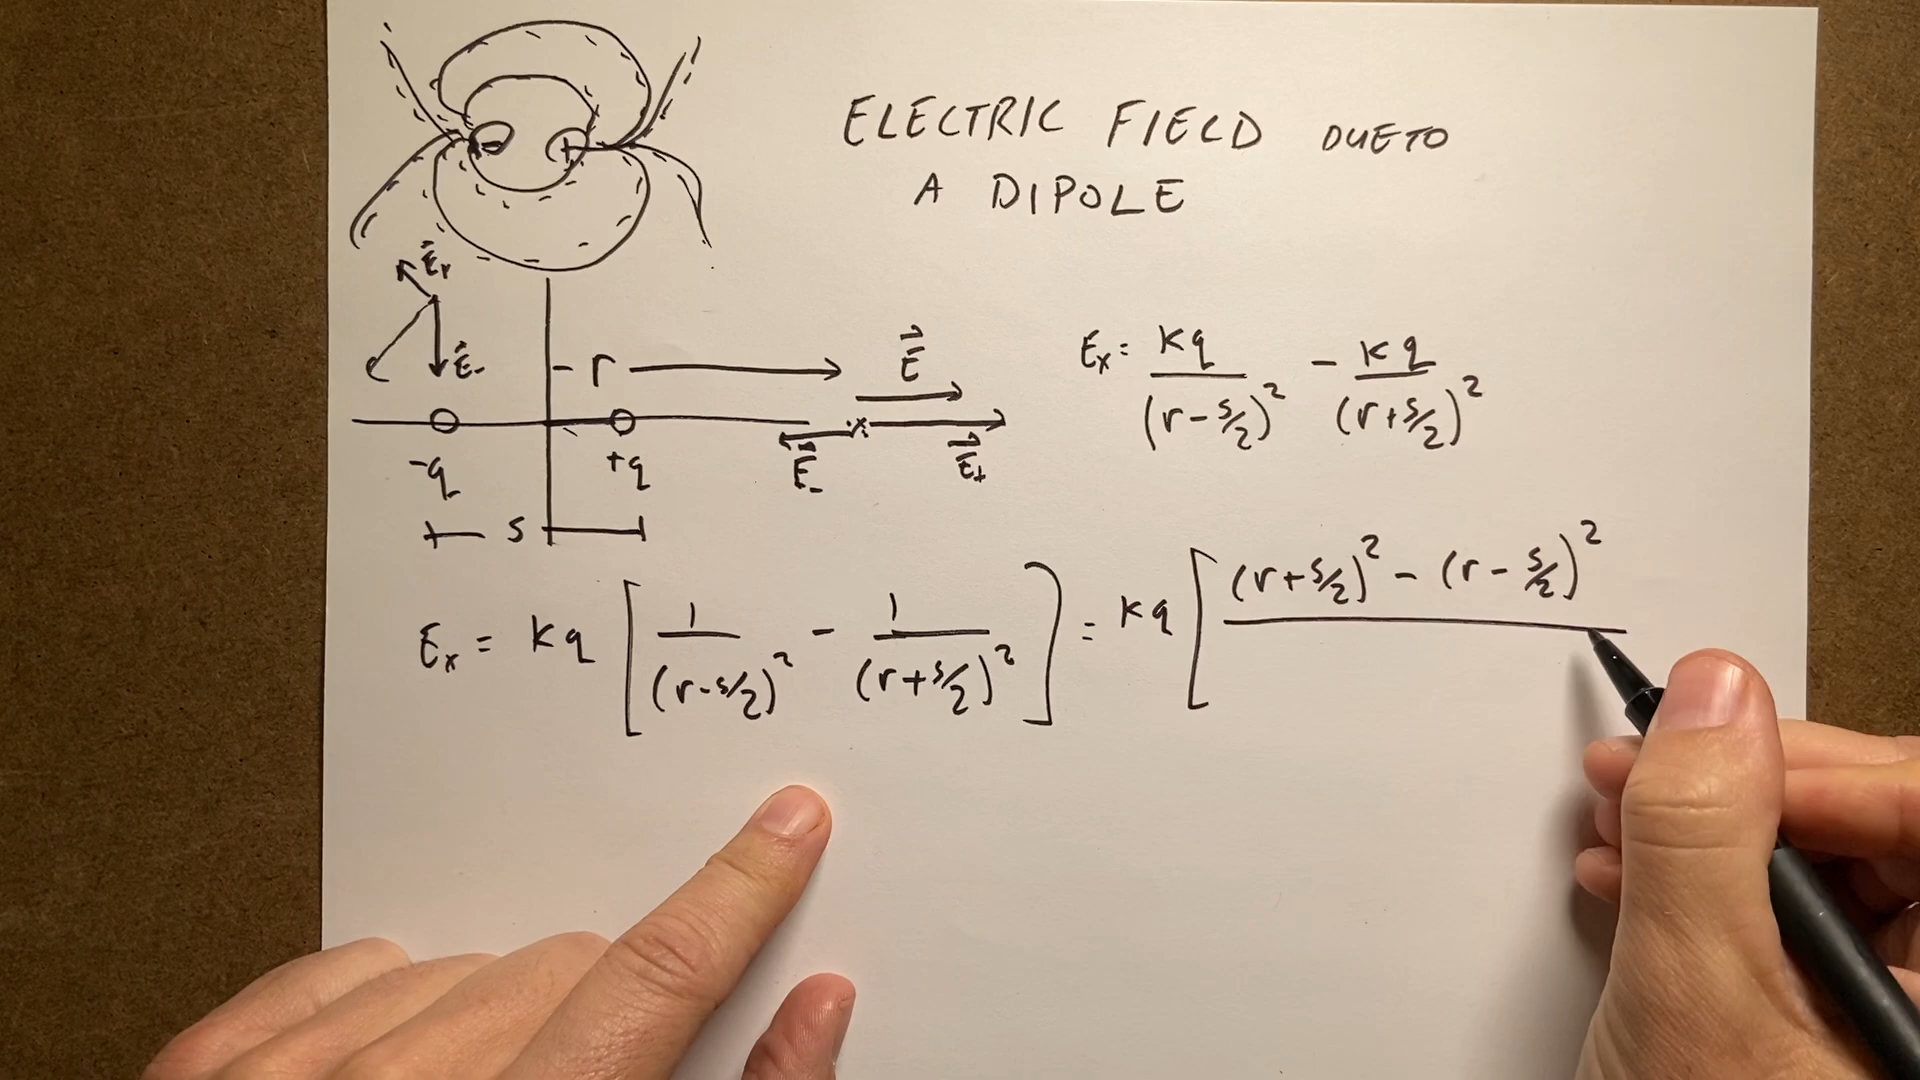 ELECTRIC FIELD DUE TO
A DIPOLE
- +
E⃗₊
E⃗₋
r
E⃗
-q +q
E⃗₋ E⃗₊
s
Eₓ = kq/(r-s/2)² - kq/(r+s/2)²
Eₓ = kq [ 1/(r-s/2)² - 1/(r+s/2)² ] = kq [ (r+s/2)² - (r-s/2)²